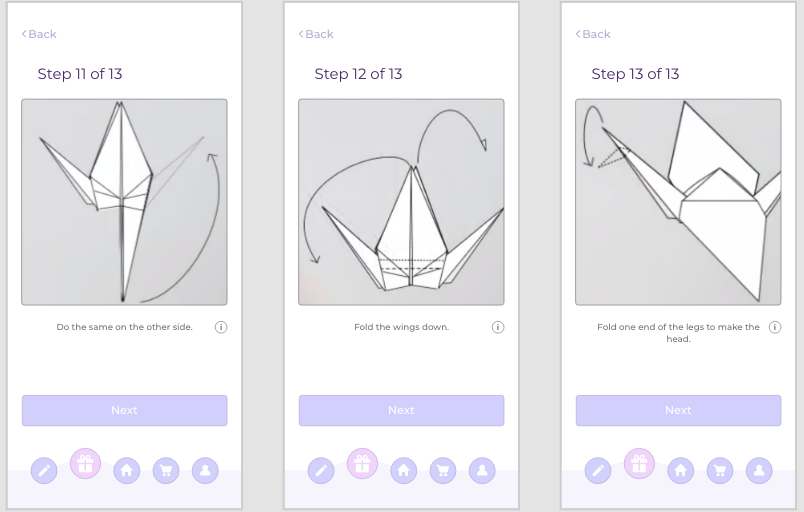 Back
Step 11 of 13
Do the same on the other side.
i
Next
Back
Step 12 of 13
Fold the wings down.
i
Next
Back
Step 13 of 13
Fold one end of the legs to make the
head.
i
Next